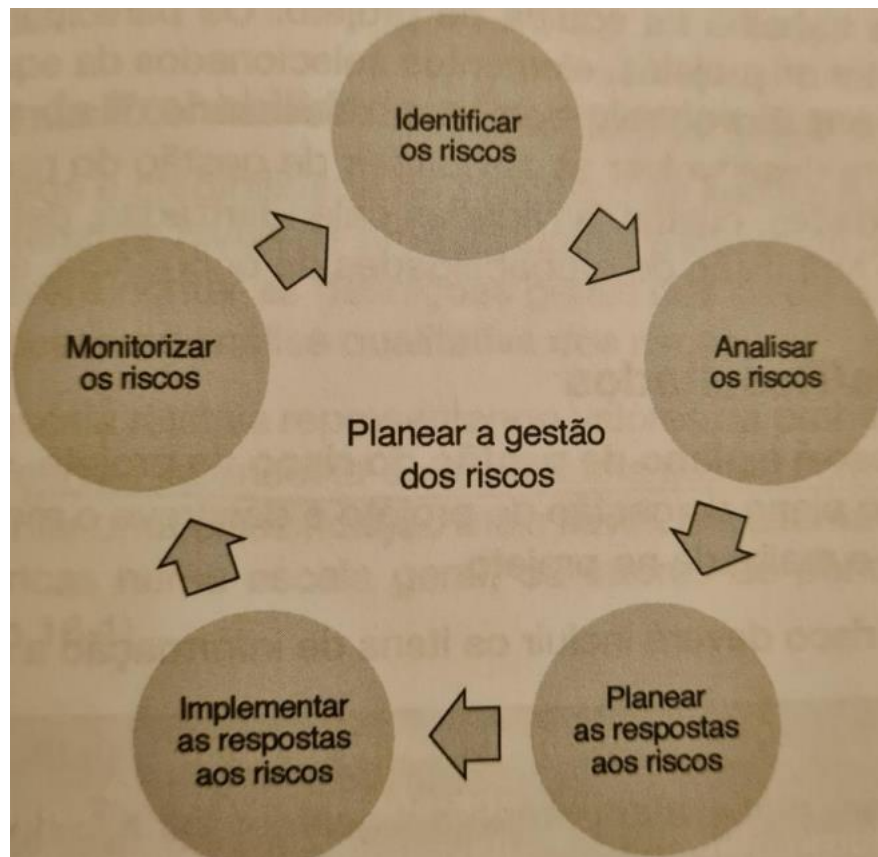 Identificar
os riscos
Analisar
os riscos
Planear
as respostas
aos riscos
Implementar
as respostas
aos riscos
Monitorizar
os riscos
Planear a gestão
dos riscos